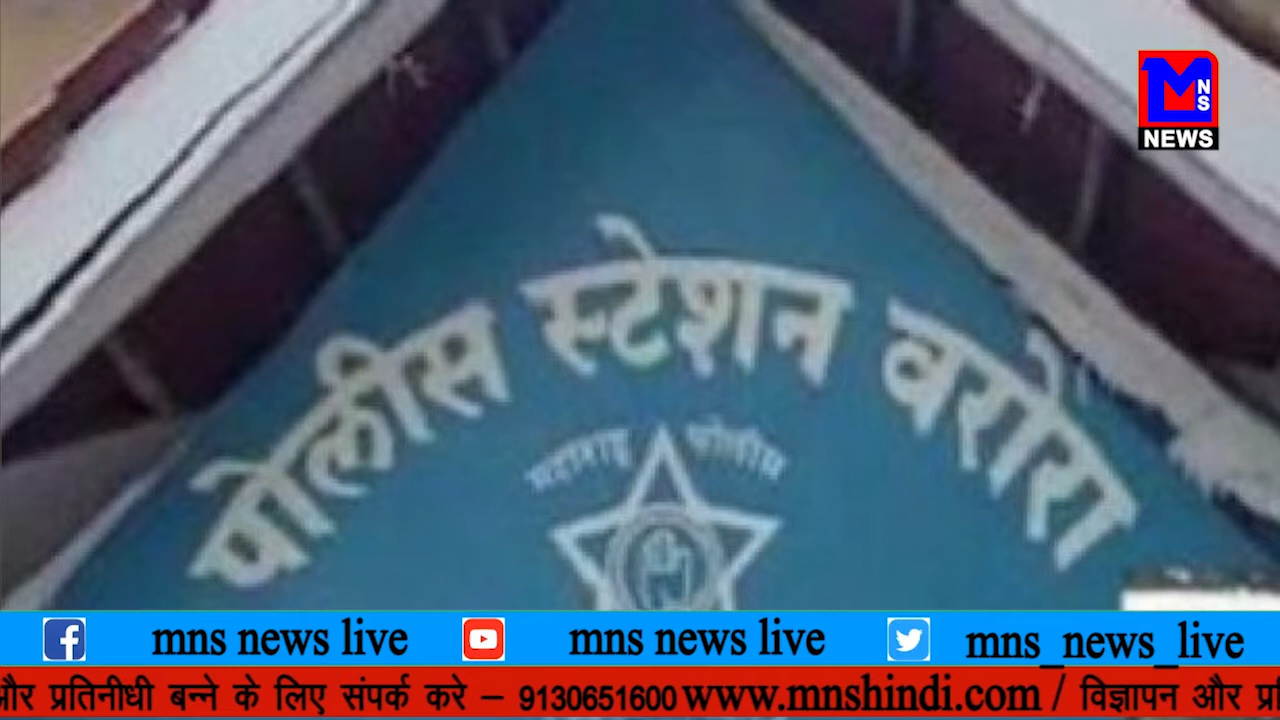 M
NS
NEWS
पोलीस स्टेशन वरोरा
महाराष्ट्र पोलीस
mns news live mns news live mns_news_live
और प्रतिनीधी बन्ने के लिए संपर्क करे – 9130651600 www.mnshindi.com / विज्ञापन और